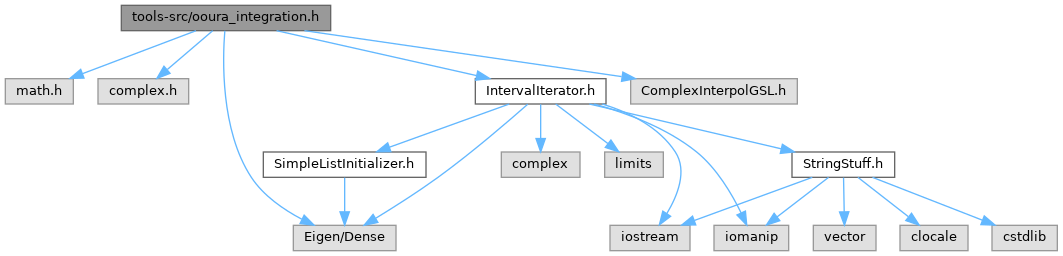 tools-src/ooura_integration.h
math.h
complex.h
IntervalIterator.h
ComplexInterpolGSL.h
SimpleListInitializer.h
complex
limits
StringStuff.h
Eigen/Dense
iostream
iomanip
vector
clocale
cstdlib